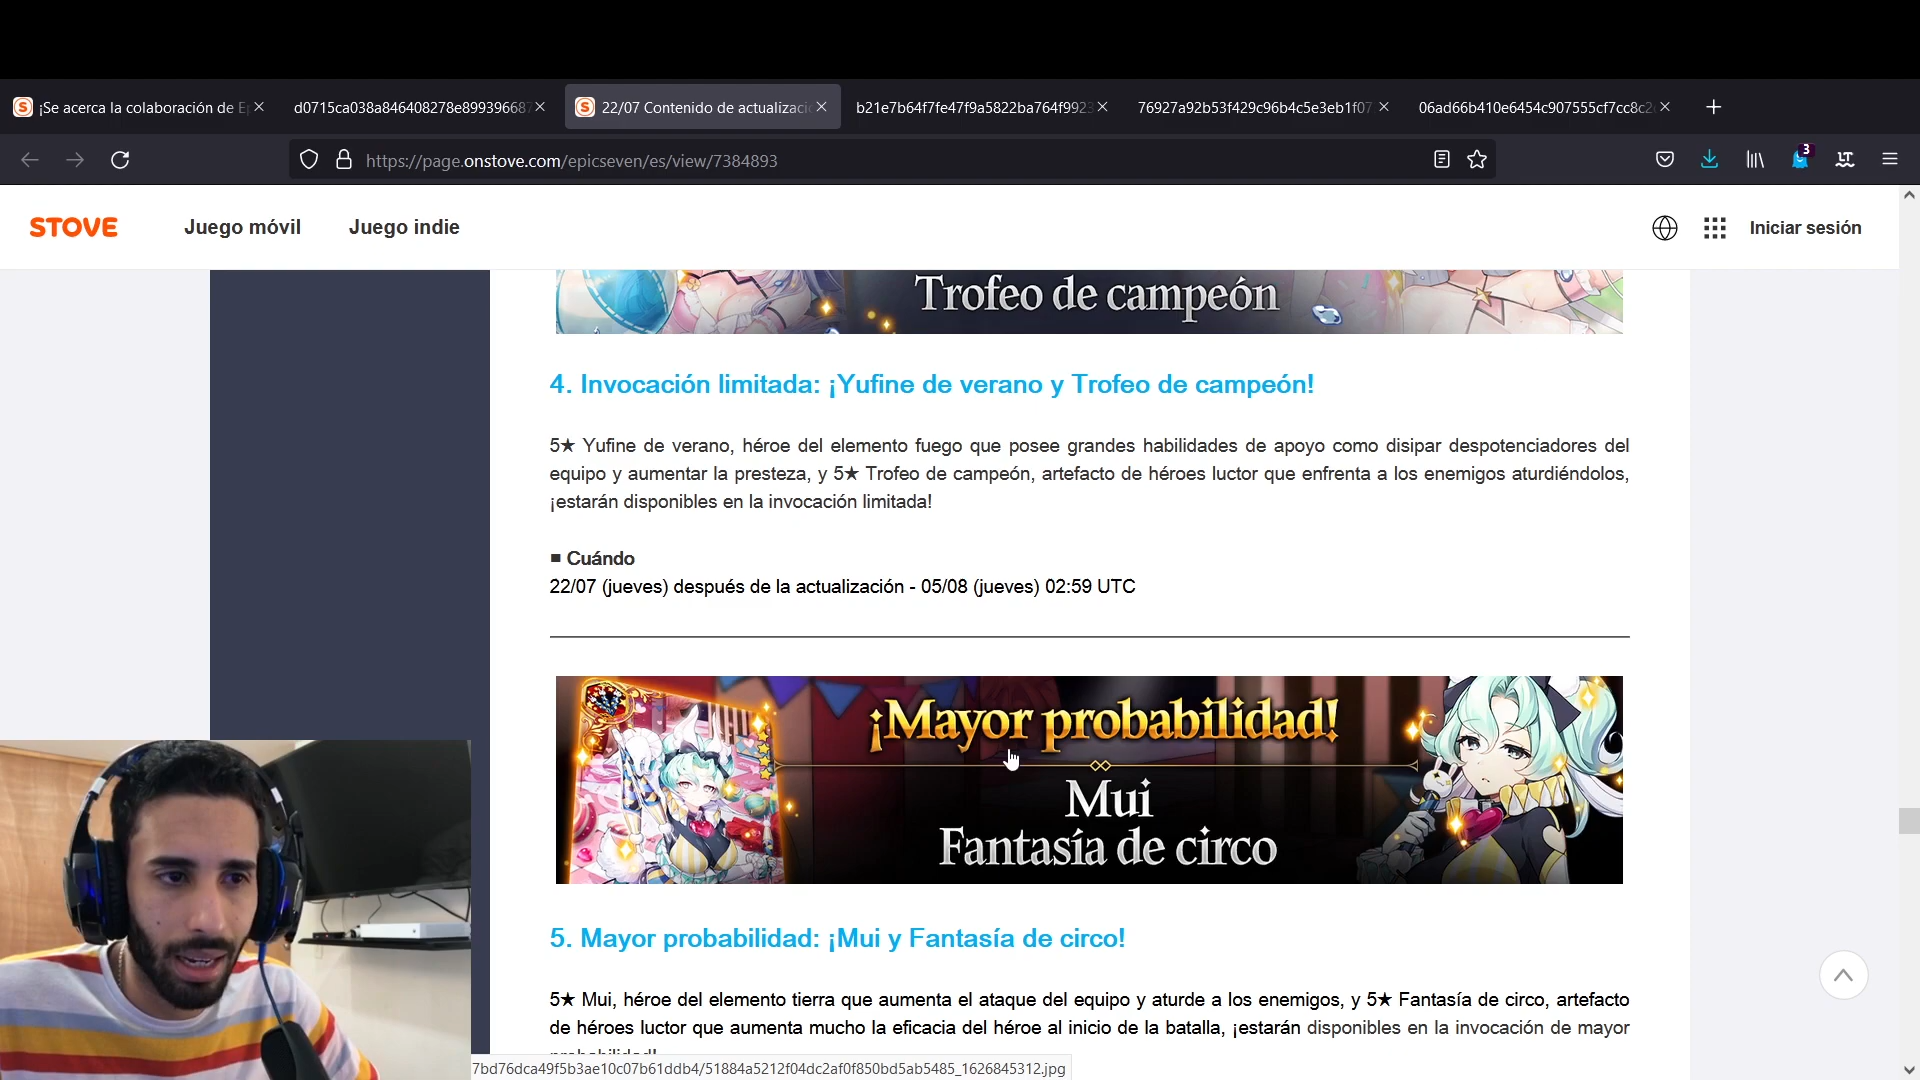 ¡Se acerca la colaboración de E
d0715ca038a846408278e89939668
22/07 Contenido de actualizaci
b21e7b64f7fe47f9a5822ba764f9923
76927a92b53f429c96b4c5e3eb1f07
06ad66b410e6454c907555cf7cc8c2
https://page.onstove.com/epicseven/es/view/7384893
3
STOVE
Juego móvil
Juego indie
Iniciar sesión
Trofeo de campeón
4. Invocación limitada: ¡Yufine de verano y Trofeo de campeón!
5★ Yufine de verano, héroe del elemento fuego que posee grandes habilidades de apoyo como disipar despotenciadores del
equipo y aumentar la presteza, y 5★ Trofeo de campeón, artefacto de héroes luctor que enfrenta a los enemigos aturdiéndolos,
¡estarán disponibles en la invocación limitada!
■ Cuándo
22/07 (jueves) después de la actualización - 05/08 (jueves) 02:59 UTC
¡Mayor probabilidad!
Mui
Fantasía de circo
5. Mayor probabilidad: ¡Mui y Fantasía de circo!
5★ Mui, héroe del elemento tierra que aumenta el ataque del equipo y aturde a los enemigos, y 5★ Fantasía de circo, artefacto
de héroes luctor que aumenta mucho la eficacia del héroe al inicio de la batalla, ¡estarán disponibles en la invocación de mayor
probabilidad!
7bd76dca49f5b3ae10c07b61ddb4/51884a5212f04dc2af0f850bd5ab5485_1626845312.jpg